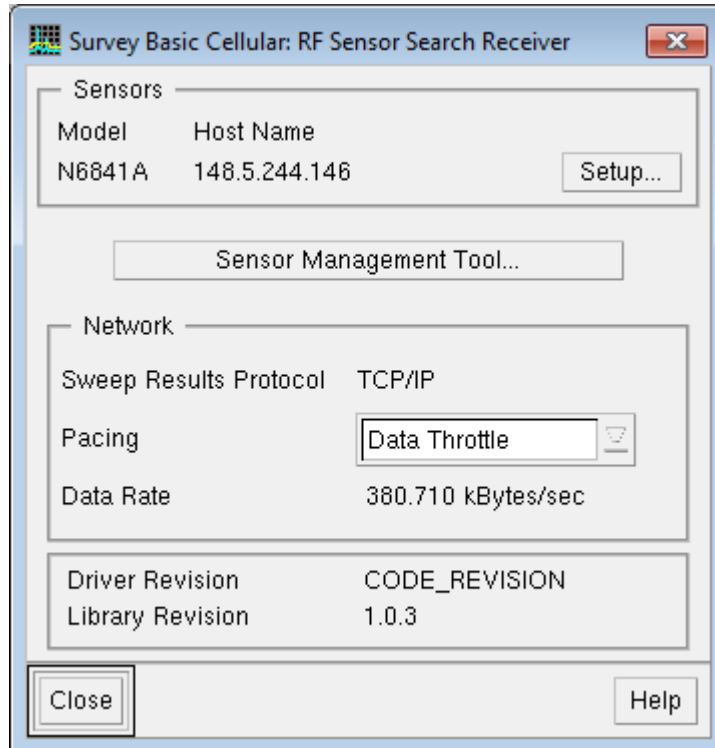 Survey Basic Cellular: RF Sensor Search Receiver
Sensors
Model Host Name
N6841A 148.5.244.146 Setup...
Sensor Management Tool...
Network
Sweep Results Protocol TCP/IP
Pacing Data Throttle
Data Rate 380.710 kBytes/sec
Driver Revision CODE_REVISION
Library Revision 1.0.3
Close Help